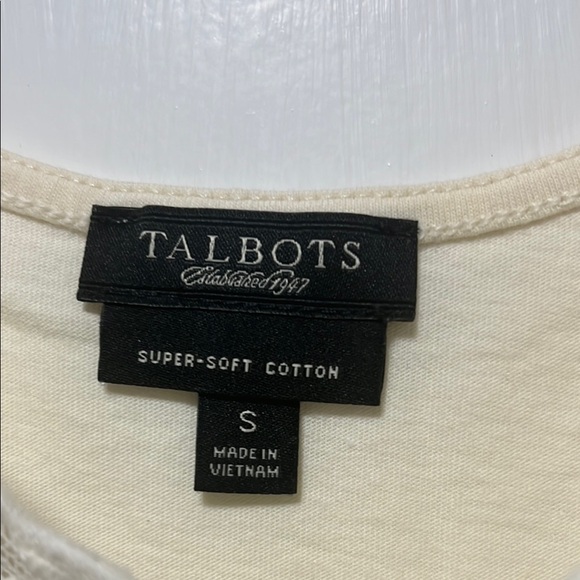 TALBOTS
Established 1947
SUPER-SOFT COTTON
S
MADE IN
VIETNAM